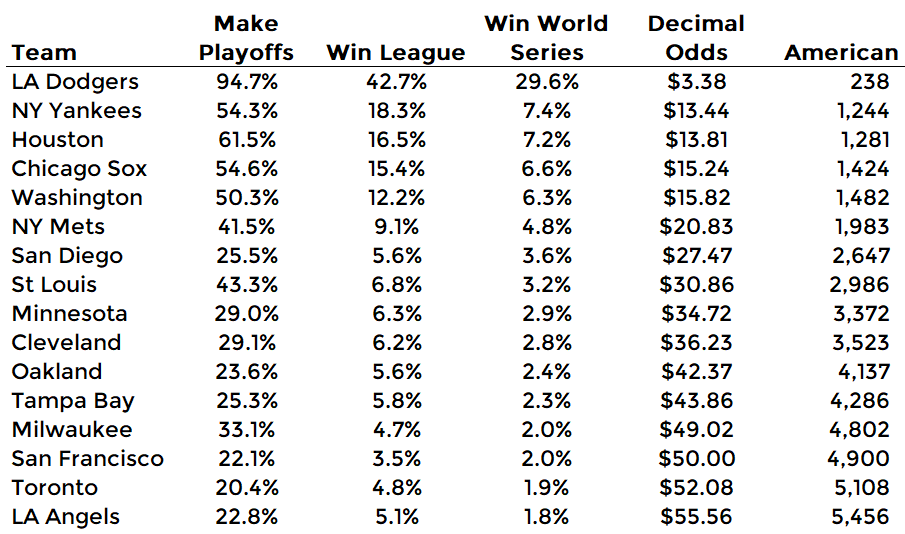 Make Win World Decimal
Team Playoffs Win League Series Odds American
LA Dodgers 94.7% 42.7% 29.6% $3.38 238
NY Yankees 54.3% 18.3% 7.4% $13.44 1,244
Houston 61.5% 16.5% 7.2% $13.81 1,281
Chicago Sox 54.6% 15.4% 6.6% $15.24 1,424
Washington 50.3% 12.2% 6.3% $15.82 1,482
NY Mets 41.5% 9.1% 4.8% $20.83 1,983
San Diego 25.5% 5.6% 3.6% $27.47 2,647
St Louis 43.3% 6.8% 3.2% $30.86 2,986
Minnesota 29.0% 6.3% 2.9% $34.72 3,372
Cleveland 29.1% 6.2% 2.8% $36.23 3,523
Oakland 23.6% 5.6% 2.4% $42.37 4,137
Tampa Bay 25.3% 5.8% 2.3% $43.86 4,286
Milwaukee 33.1% 4.7% 2.0% $49.02 4,802
San Francisco 22.1% 3.5% 2.0% $50.00 4,900
Toronto 20.4% 4.8% 1.9% $52.08 5,108
LA Angels 22.8% 5.1% 1.8% $55.56 5,456